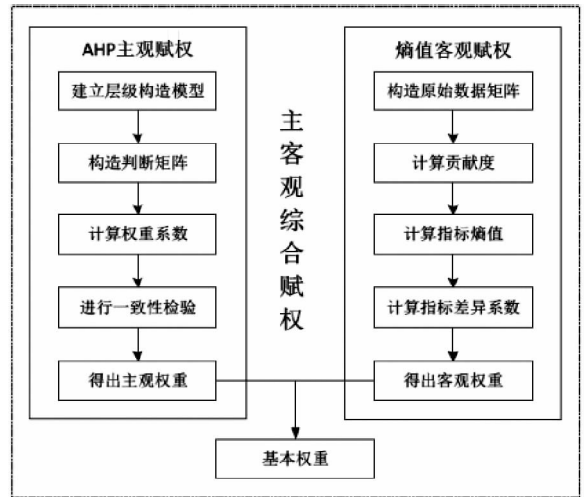 AHP主观赋权
建立层级构造模型
构造判断矩阵
计算权重系数
进行一致性检验
得出主观权重
主客观综合赋权
熵值客观赋权
构造原始数据矩阵
计算贡献度
计算指标熵值
计算指标差异系数
得出客观权重
基本权重